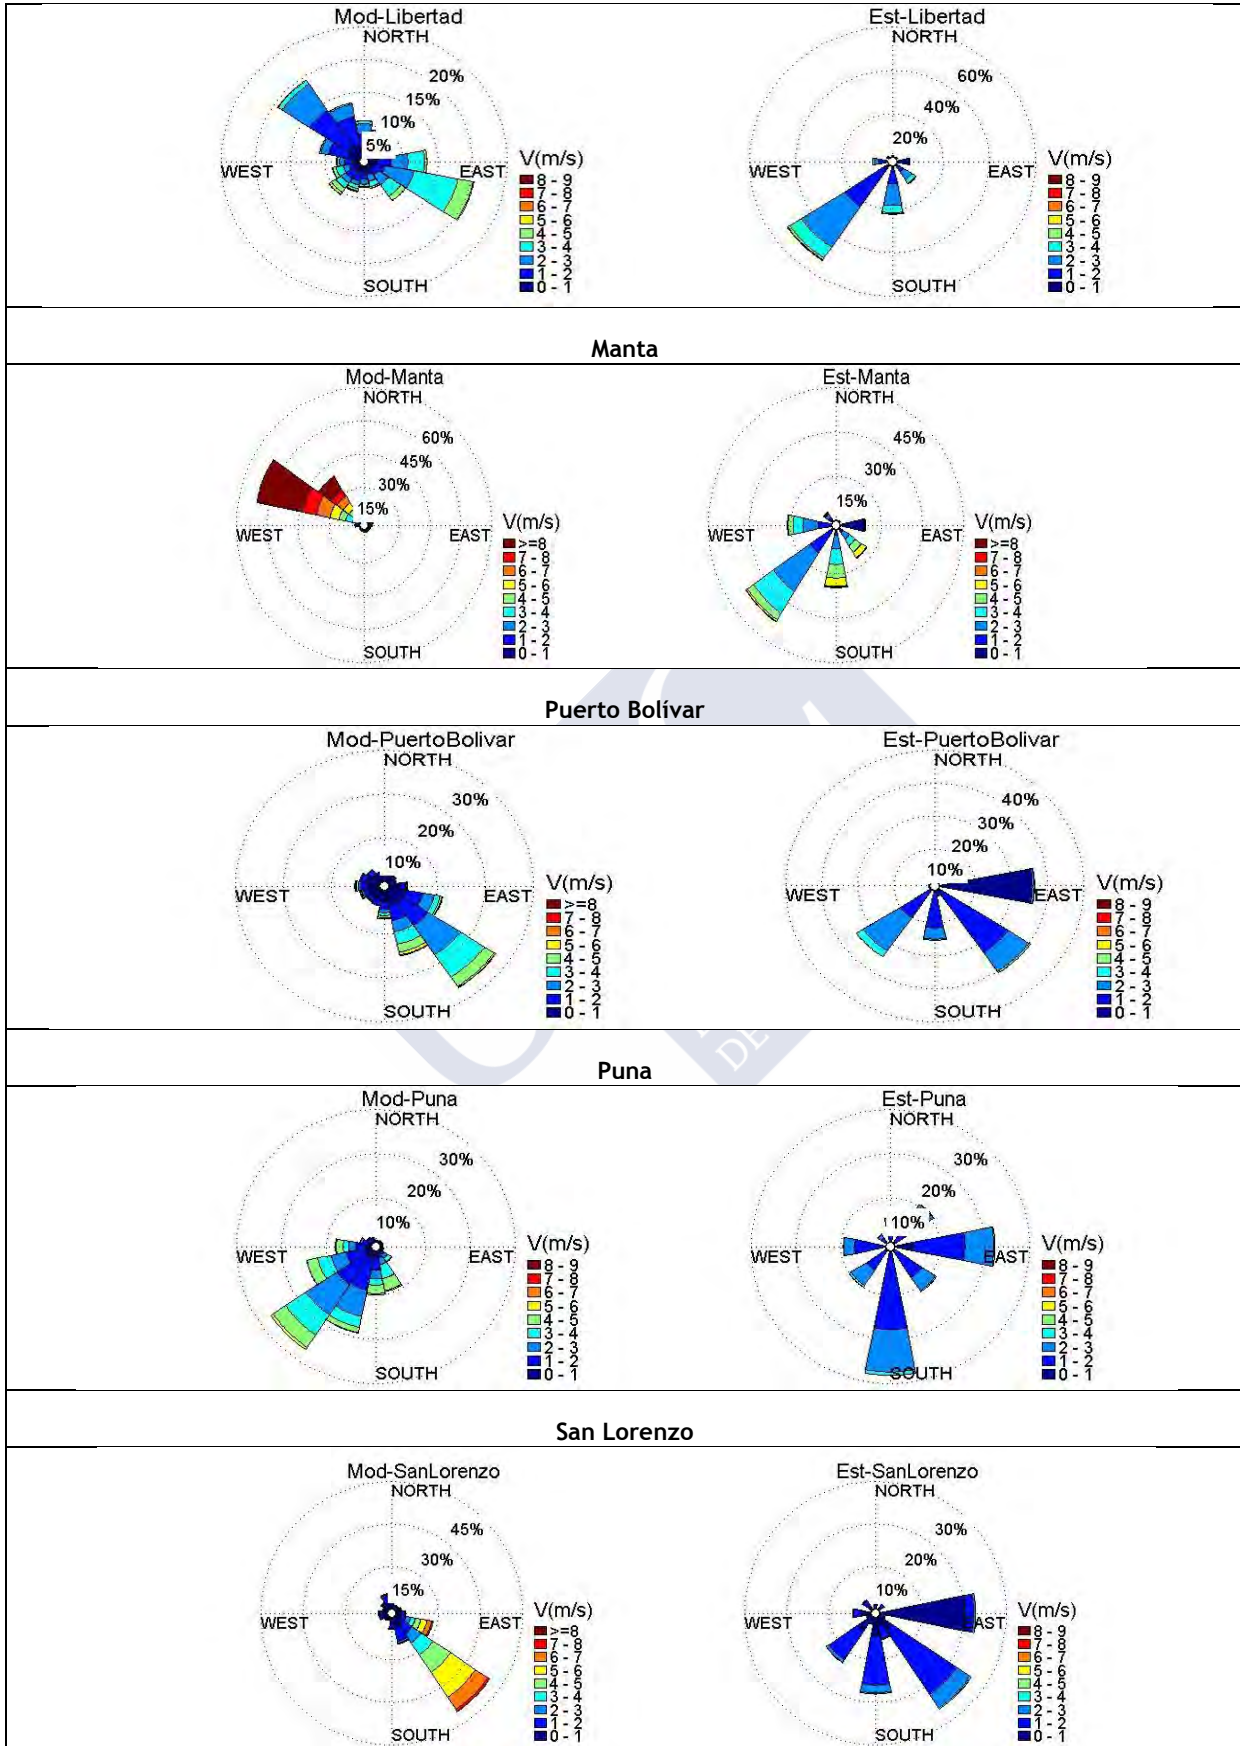 Mod-Libertad
NORTH
20%
15%
10%
5%
WEST
EAST
SOUTH
V(m/s)
8 - 9
7 - 8
6 - 7
5 - 6
4 - 5
3 - 4
2 - 3
1 - 2
0 - 1
Est-Libertad
NORTH
60%
40%
20%
WEST
EAST
SOUTH
V(m/s)
8 - 9
7 - 8
6 - 7
5 - 6
4 - 5
3 - 4
2 - 3
1 - 2
0 - 1
Manta
Mod-Manta
NORTH
60%
45%
30%
15%
WEST
EAST
SOUTH
V(m/s)
>=8
7 - 8
6 - 7
5 - 6
4 - 5
3 - 4
2 - 3
1 - 2
0 - 1
Est-Manta
NORTH
45%
30%
15%
WEST
EAST
SOUTH
V(m/s)
>=8
7 - 8
6 - 7
5 - 6
4 - 5
3 - 4
2 - 3
1 - 2
0 - 1
Puerto Bolívar
Mod-PuertoBolivar
NORTH
30%
20%
10%
WEST
EAST
SOUTH
V(m/s)
>=8
7 - 8
6 - 7
5 - 6
4 - 5
3 - 4
2 - 3
1 - 2
0 - 1
Est-PuertoBolivar
NORTH
40%
30%
20%
10%
WEST
EAST
SOUTH
V(m/s)
8 - 9
7 - 8
6 - 7
5 - 6
4 - 5
3 - 4
2 - 3
1 - 2
0 - 1
DE
Puna
Mod-Puna
NORTH
30%
20%
10%
WEST
EAST
SOUTH
V(m/s)
8 - 9
7 - 8
6 - 7
5 - 6
4 - 5
3 - 4
2 - 3
1 - 2
0 - 1
Est-Puna
NORTH
30%
20%
10%
WEST
EAST
SOUTH
V(m/s)
8 - 9
7 - 8
6 - 7
5 - 6
4 - 5
3 - 4
2 - 3
1 - 2
0 - 1
San Lorenzo
Mod-SanLorenzo
NORTH
45%
30%
15%
WEST
EAST
SOUTH
V(m/s)
>=8
7 - 8
6 - 7
5 - 6
4 - 5
3 - 4
2 - 3
1 - 2
0 - 1
Est-SanLorenzo
NORTH
30%
20%
10%
WEST
EAST
SOUTH
V(m/s)
8 - 9
7 - 8
6 - 7
5 - 6
4 - 5
3 - 4
2 - 3
1 - 2
0 - 1